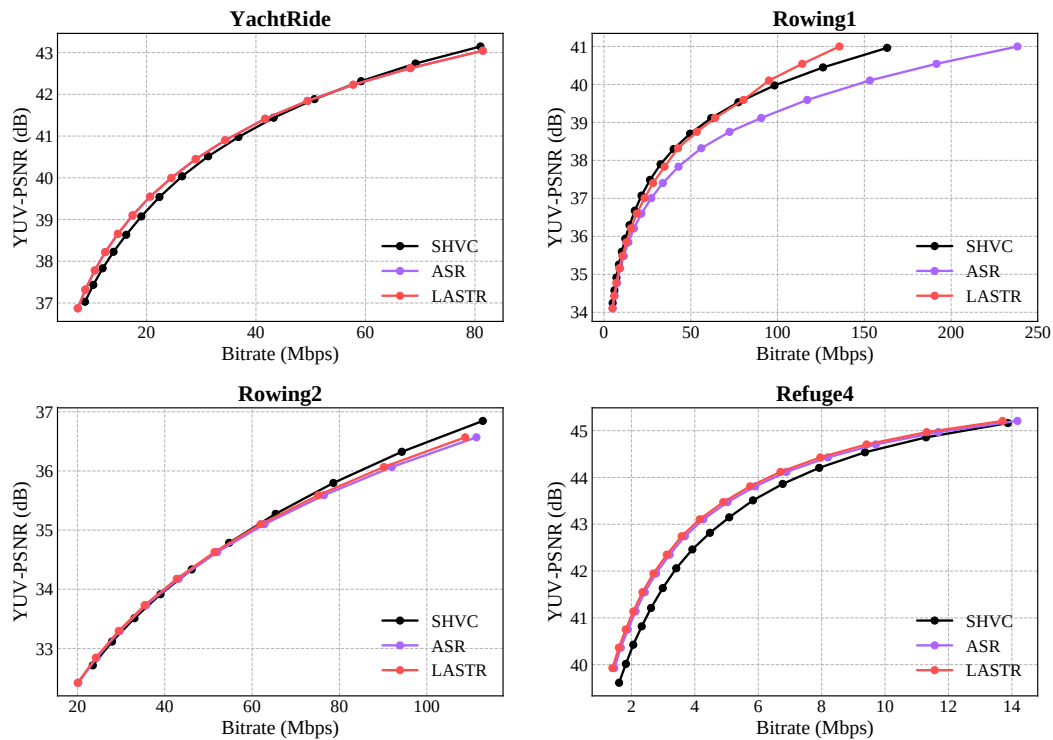 YachtRide
YUV-PSNR (dB)
43
42
41
40
39
38
37
SHVC
ASR
LASTR
20
40
60
80
Bitrate (Mbps)
Rowing1
YUV-PSNR (dB)
41
40
39
38
37
36
35
34
SHVC
ASR
LASTR
0
50
100
150
200
250
Bitrate (Mbps)
Rowing2
YUV-PSNR (dB)
37
36
35
34
33
SHVC
ASR
LASTR
20
40
60
80
100
Bitrate (Mbps)
Refuge4
YUV-PSNR (dB)
45
44
43
42
41
40
SHVC
ASR
LASTR
2
4
6
8
10
12
14
Bitrate (Mbps)